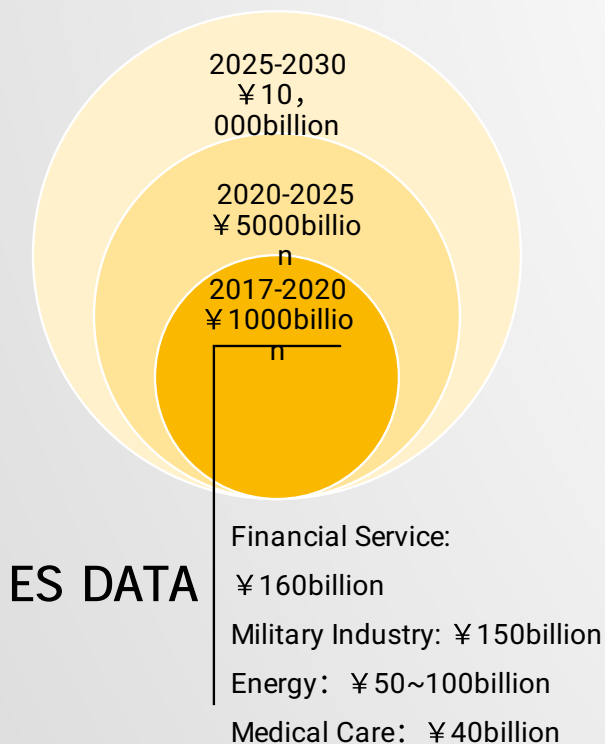 2025-2030
￥10，
000billion
2020-2025
￥5000billio
n
2017-2020
￥1000billio
n
ES DATA
Financial Service:
￥160billion
Military Industry: ￥150billion
Energy： ￥50~100billion
Medical Care： ￥40billion